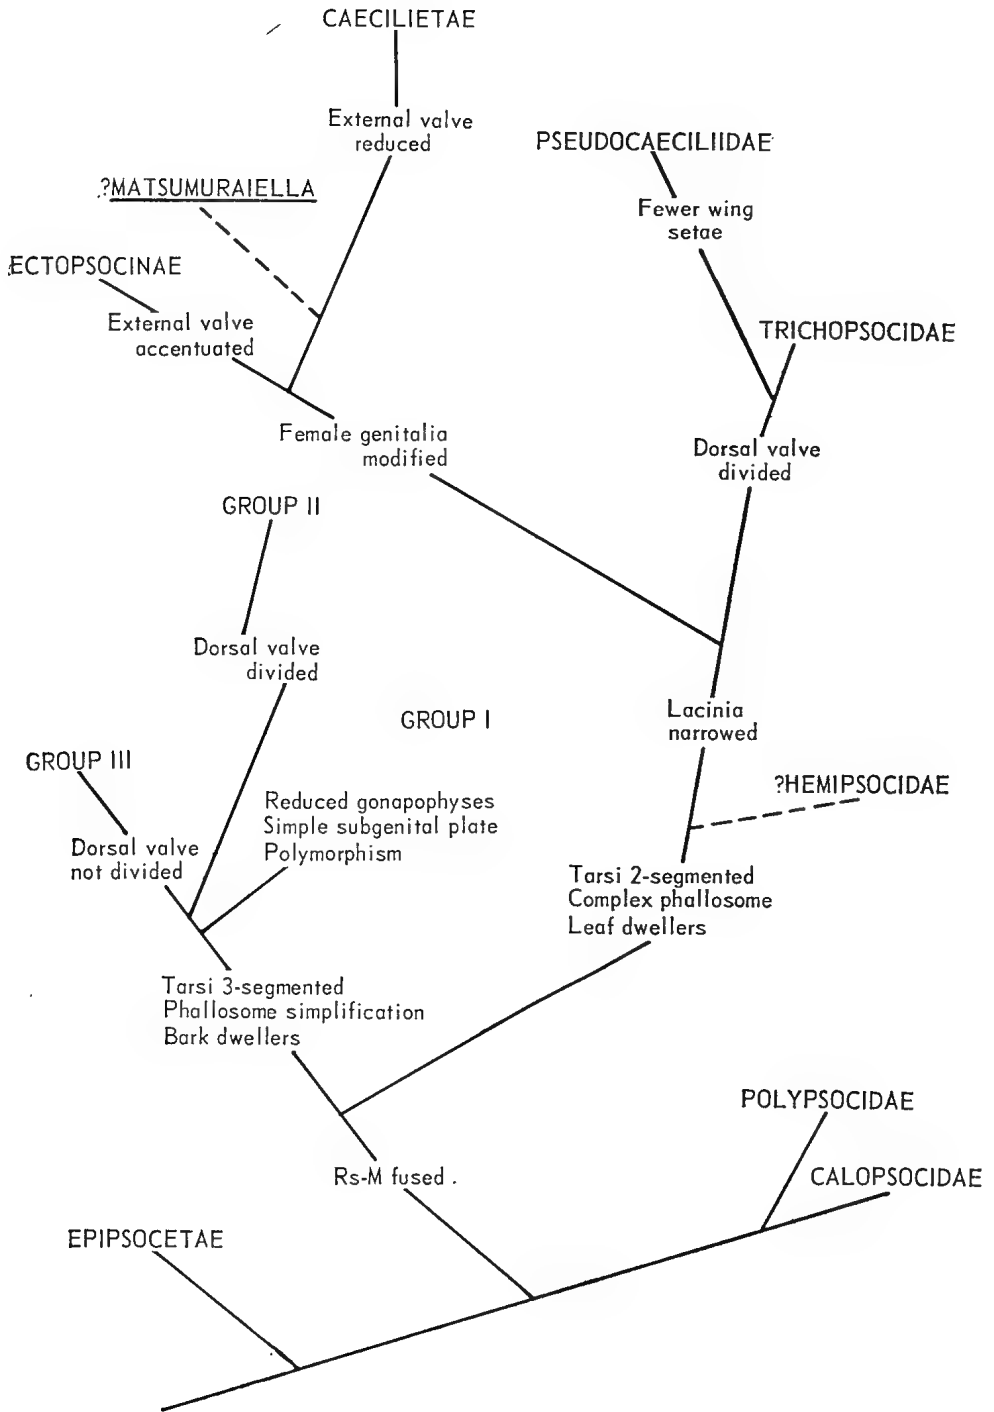 CAECILIETAE
External valve
reduced
PSEUDOCAECILIIDAE
?MATSUMURAIELLA
Fewer wing
setae
ECTOPSOCINAE
External valve
accentuated
TRICHOPSOCIDAE
Female genitalia
modified
Dorsal valve
divided
GROUP II
Dorsal valve
divided
GROUP I
Lacinia
narrowed
GROUP III
?HEMIPSOCIDAE
Reduced gonapophyses
Simple subgenital plate
Polymorphism
Dorsal valve
not divided
Tarsi 2-segmented
Complex phallosome
Leaf dwellers
Tarsi 3-segmented
Phallosome simplification
Bark dwellers
POLYPSOCIDAE
Rs-M fused .
CALOPSOCIDAE
EPIPSOCETAE